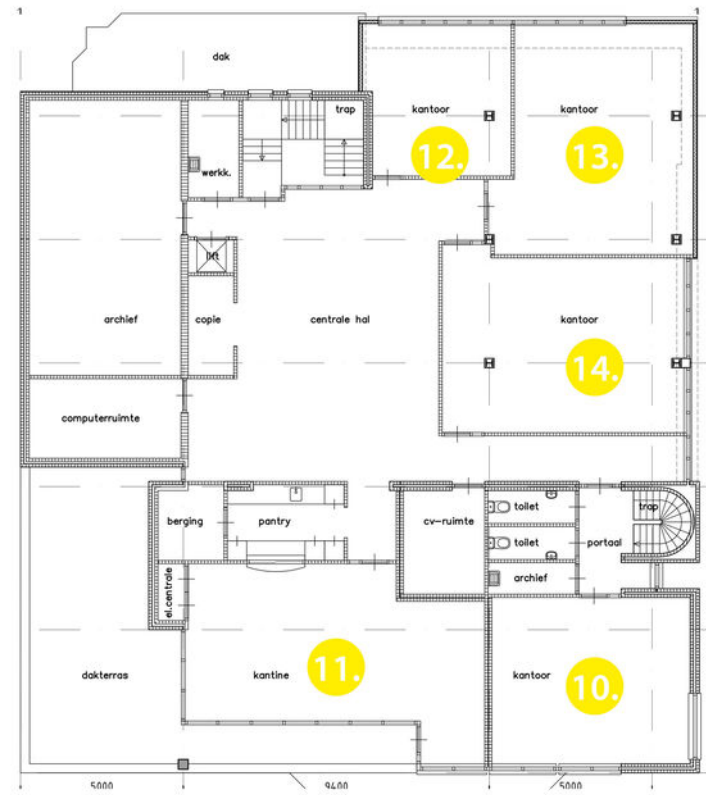 1
1
dak
trap
kantoor
kantoor
12.
13.
werkk.
lift
archief
copie
centrale hal
kantoor
14.
computerruimte
berging
pantry
cv-ruimte
toilet
trap
toilet
portaal
archief
el.centrale
dakterras
kantine
11.
kantoor
10.
5000
9400
5000